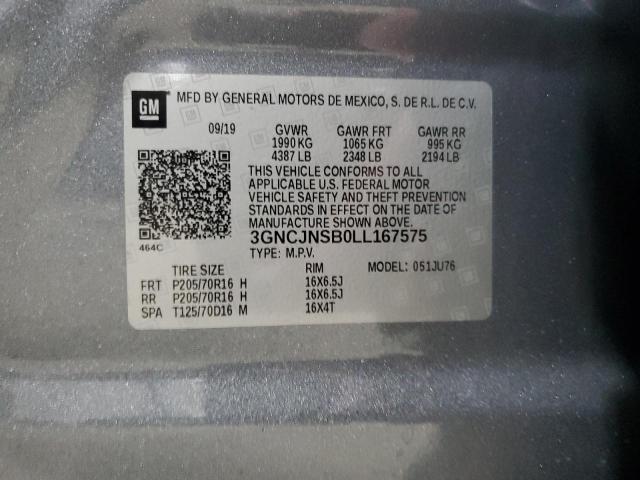 GM
MFD BY GENERAL MOTORS DE MEXICO, S. DE R.L. DE C.V.
09/19 GVWR GAWR FRT GAWR RR
1990 KG 1065 KG 995 KG
4387 LB 2348 LB 2194 LB
THIS VEHICLE CONFORMS TO ALL
APPLICABLE U.S. FEDERAL MOTOR
VEHICLE SAFETY AND THEFT PREVENTION
STANDARDS IN EFFECT ON THE DATE OF
MANUFACTURE SHOWN ABOVE.
464C
3GNCJNSB0LL167575
TYPE: M.P.V. MODEL: 051JU76
TIRE SIZE RIM
FRT P205/70R16 H 16X6.5J
RR P205/70R16 H 16X6.5J
SPA T125/70D16 M 16X4T